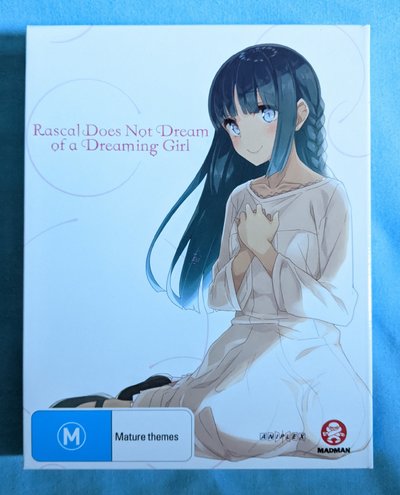 Rascal Does Not Dream
of a Dreaming Girl
M
Mature themes
ANIPLEX
MADMAN